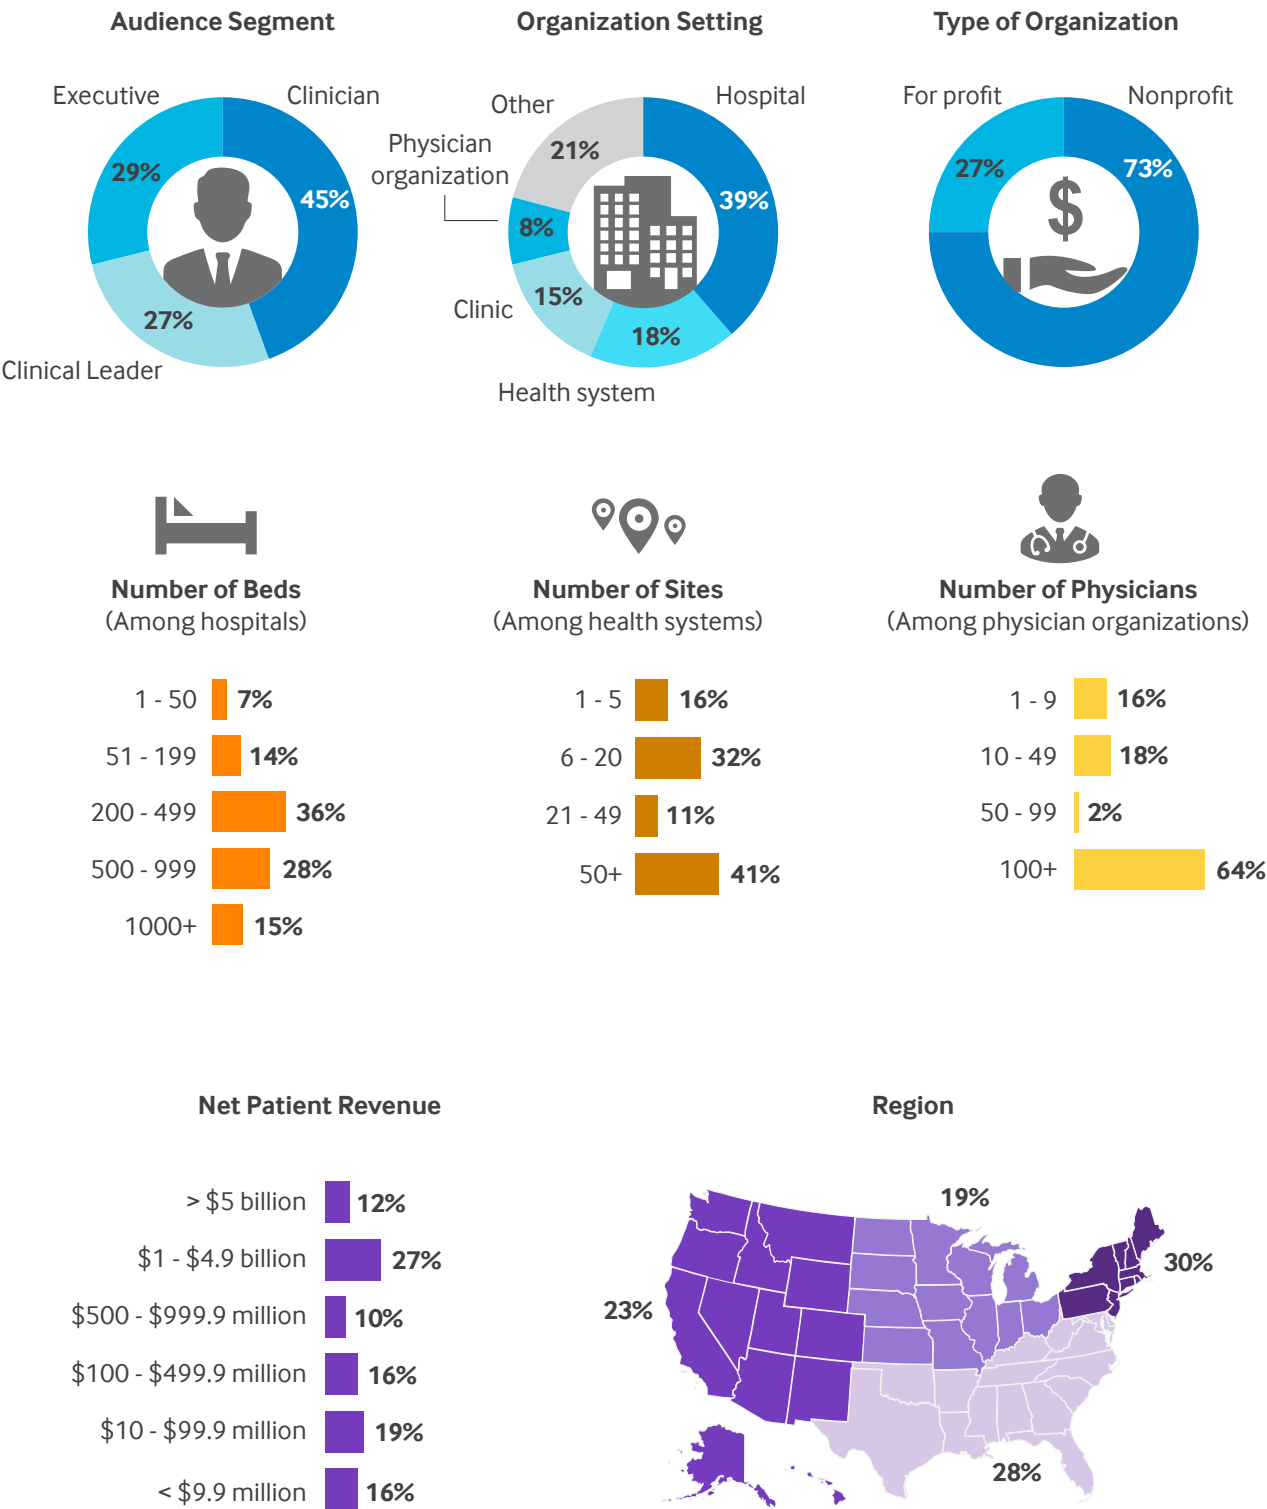 Audience Segment
Executive
Clinician
29%
45%
27%
Clinical Leader
Organization Setting
Other
Hospital
Physician
organization
21%
39%
8%
Clinic
15%
18%
Health system
Type of Organization
For profit
Nonprofit
27%
73%
$
Number of Beds
(Among hospitals)
1 - 50 7%
51 - 199 14%
200 - 499 36%
500 - 999 28%
1000+ 15%
Number of Sites
(Among health systems)
1 - 5 16%
6 - 20 32%
21 - 49 11%
50+ 41%
Number of Physicians
(Among physician organizations)
1 - 9 16%
10 - 49 18%
50 - 99 2%
100+ 64%
Net Patient Revenue
> $5 billion 12%
$1 - $4.9 billion 27%
$500 - $999.9 million 10%
$100 - $499.9 million 16%
$10 - $99.9 million 19%
< $9.9 million 16%
Region
19%
30%
23%
28%